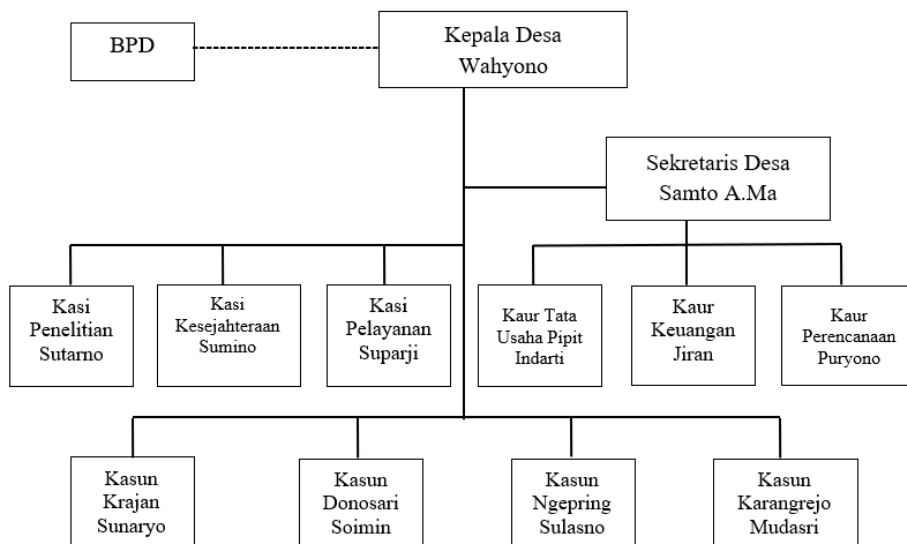 BPD
Kepala Desa
Wahyono
Sekretaris Desa
Samto A.Ma
Kasi
Penelitian
Sutarno
Kasi
Kesejahteraan
Sumino
Kasi
Pelayanan
Suparji
Kaur Tata
Usaha Pipit
Indarti
Kaur
Keuangan
Jiran
Kaur
Perencanaan
Puryono
Kasun
Krajan
Sunaryo
Kasun
Donosari
Soimin
Kasun
Ngepring
Sulasno
Kasun
Karangrejo
Mudasri